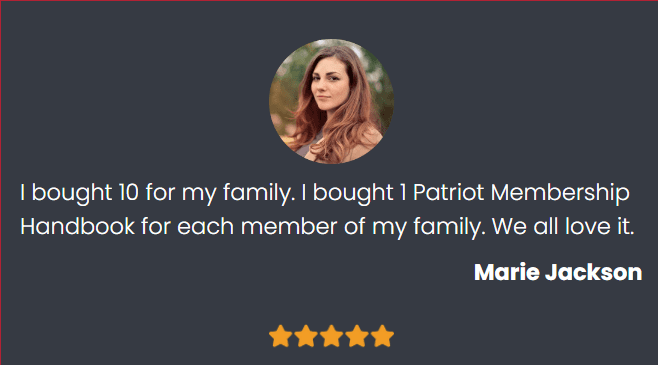 I bought 10 for my family. I bought 1 Patriot Membership
Handbook for each member of my family. We all love it.
Marie Jackson